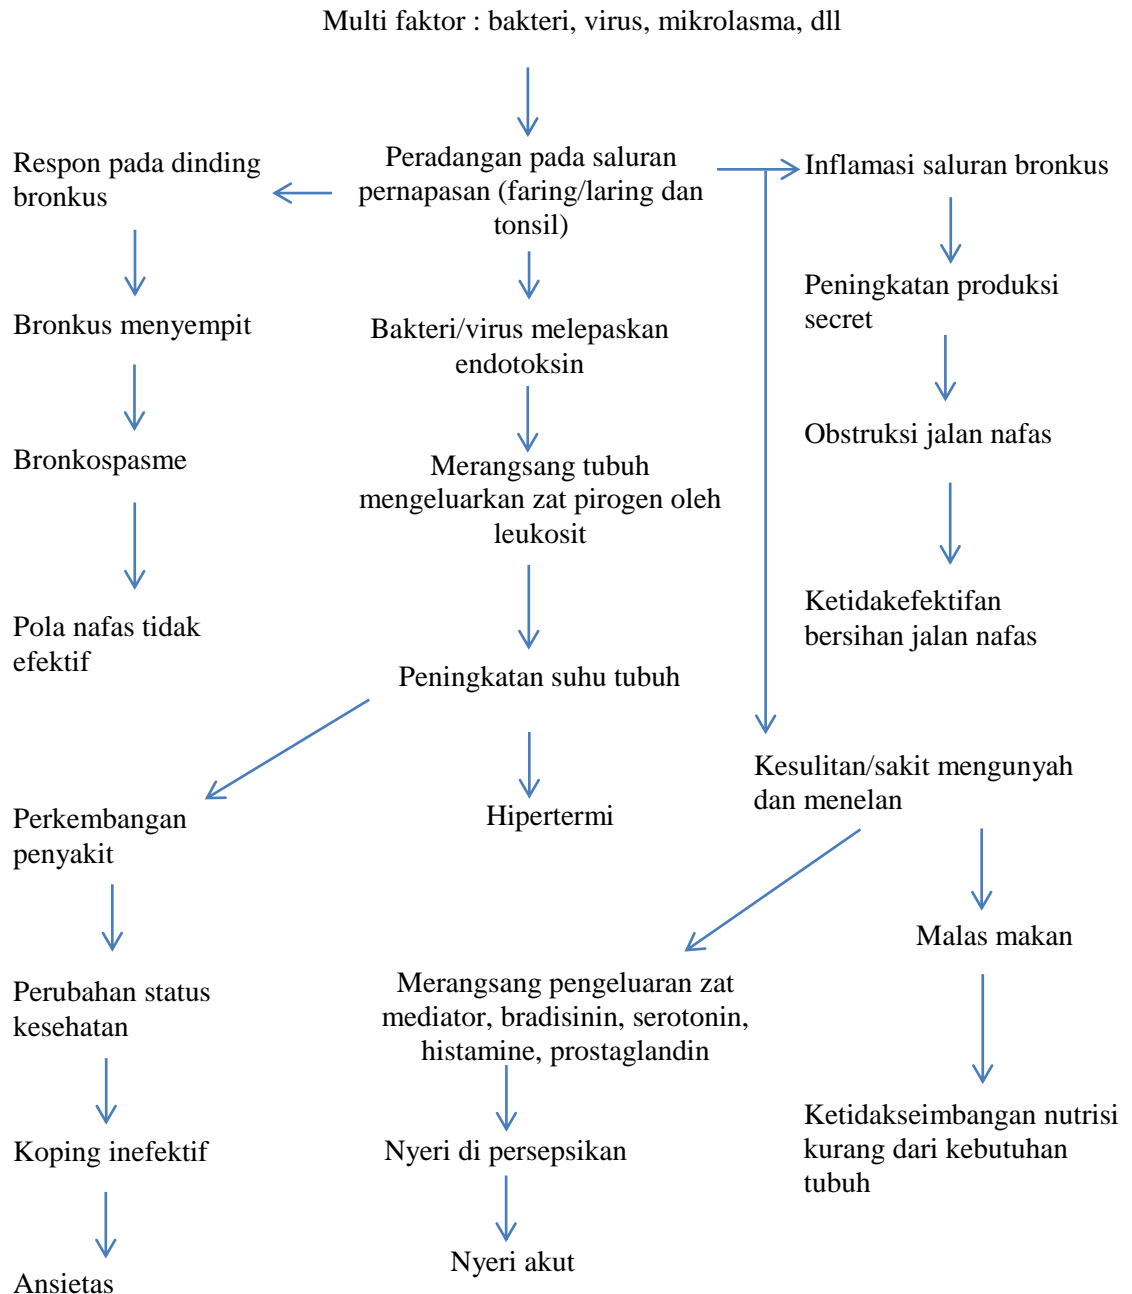 Multi faktor : bakteri, virus, mikrolasma, dll
Respon pada dinding
bronkus
Peradangan pada saluran
pernapasan (faring/laring dan
tonsil)
Inflamasi saluran bronkus
Bronkus menyempit
Bakteri/virus melepaskan
endotoksin
Peningkatan produksi
secret
Bronkospasme
Merangsang tubuh
mengeluarkan zat pirogen oleh
leukosit
Obstruksi jalan nafas
Pola nafas tidak
efektif
Peningkatan suhu tubuh
Ketidakefektifan
bersihan jalan nafas
Perkembangan
penyakit
Hipertermi
Kesulitan/sakit mengunyah
dan menelan
Perubahan status
kesehatan
Merangsang pengeluaran zat
mediator, bradisinin, serotonin,
histamine, prostaglandin
Malas makan
Koping inefektif
Nyeri di persepsikan
Ketidakseimbangan nutrisi
kurang dari kebutuhan
tubuh
Ansietas
Nyeri akut